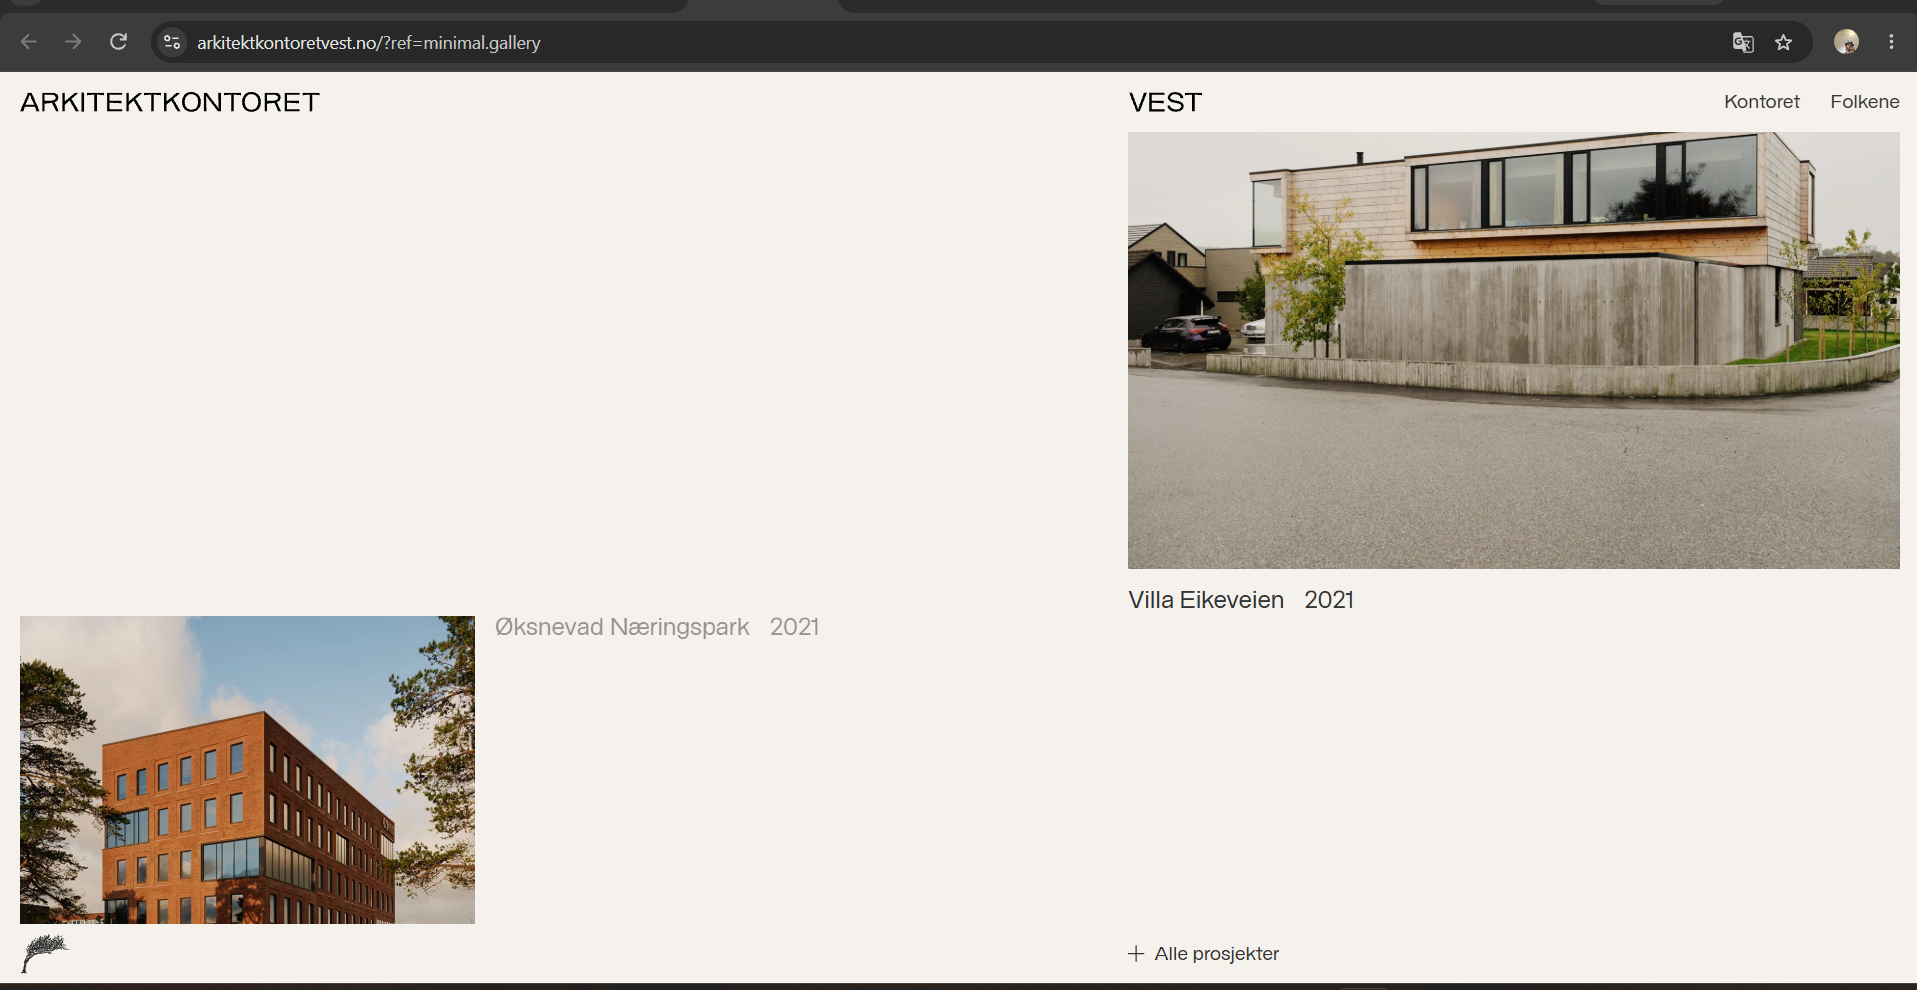 arkitektkontoretvest.no/?ref=minimal.gallery
ARKITEKTKONTORET
VEST
Kontoret
Folkene
Villa Eikeveien 2021
Øksnevad Næringspark 2021
Alle prosjekter